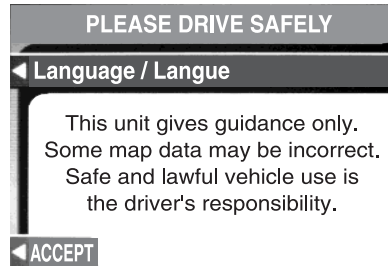 PLEASE DRIVE SAFELY
Language / Langue
This unit gives guidance only.
Some map data may be incorrect.
Safe and lawful vehicle use is
the driver's responsibility.
ACCEPT